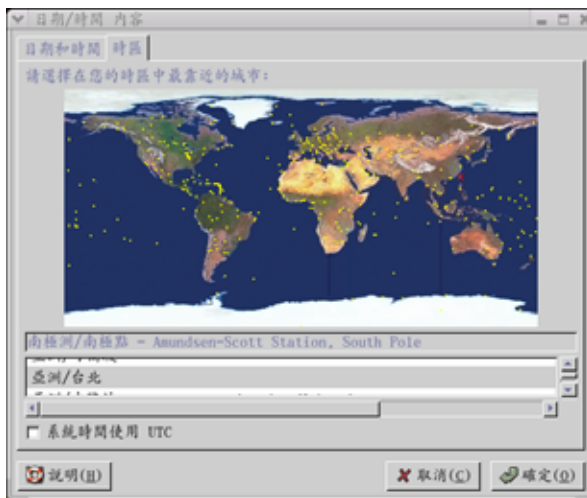 日期/時間 內容
日期和時間 時區
請選擇在您的時區中最靠近的城市:
南極洲/南極點 - Amundsen-Scott Station, South Pole
亞洲/台北
系統時間使用 UTC
說明(H) 取消(C) 確定(O)